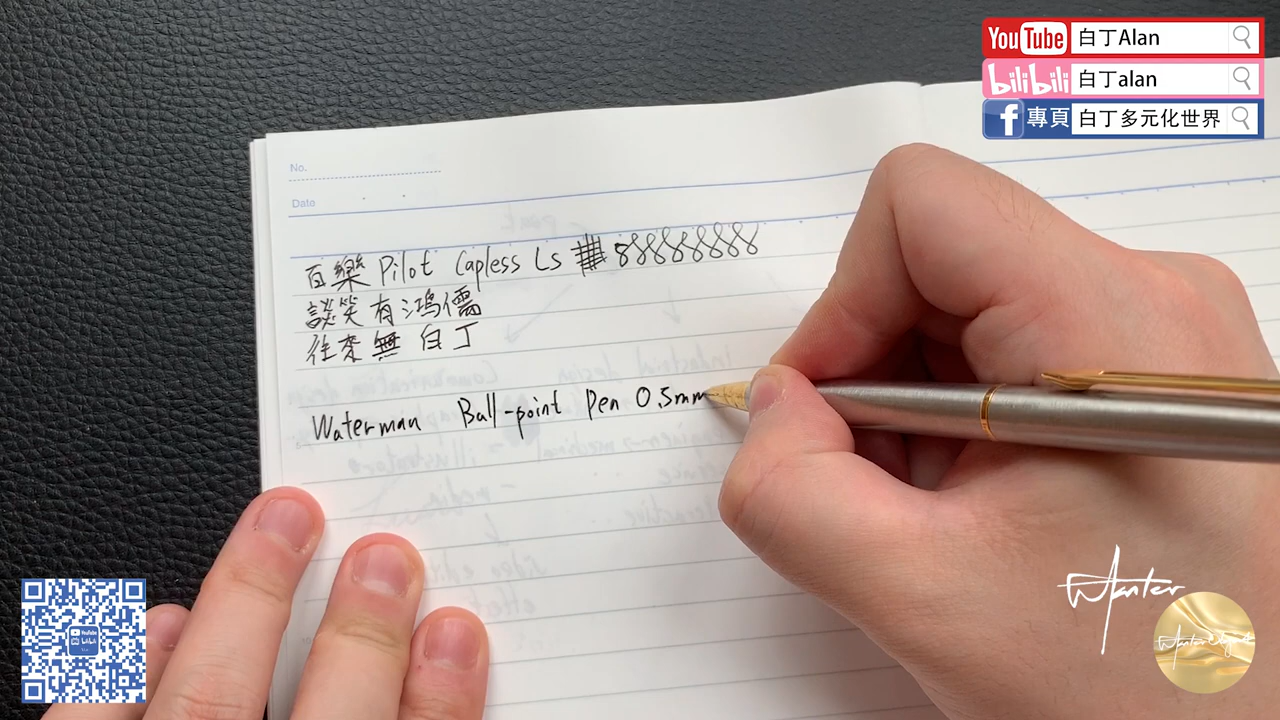 YouTube 白丁Alan
bilibili 白丁alan
f 專頁 白丁多元化世界
No.
Date
百樂 Pilot Capless LS 88888888
談笑有鴻儒
往來無白丁
Waterman Ball-point Pen 0.5mm